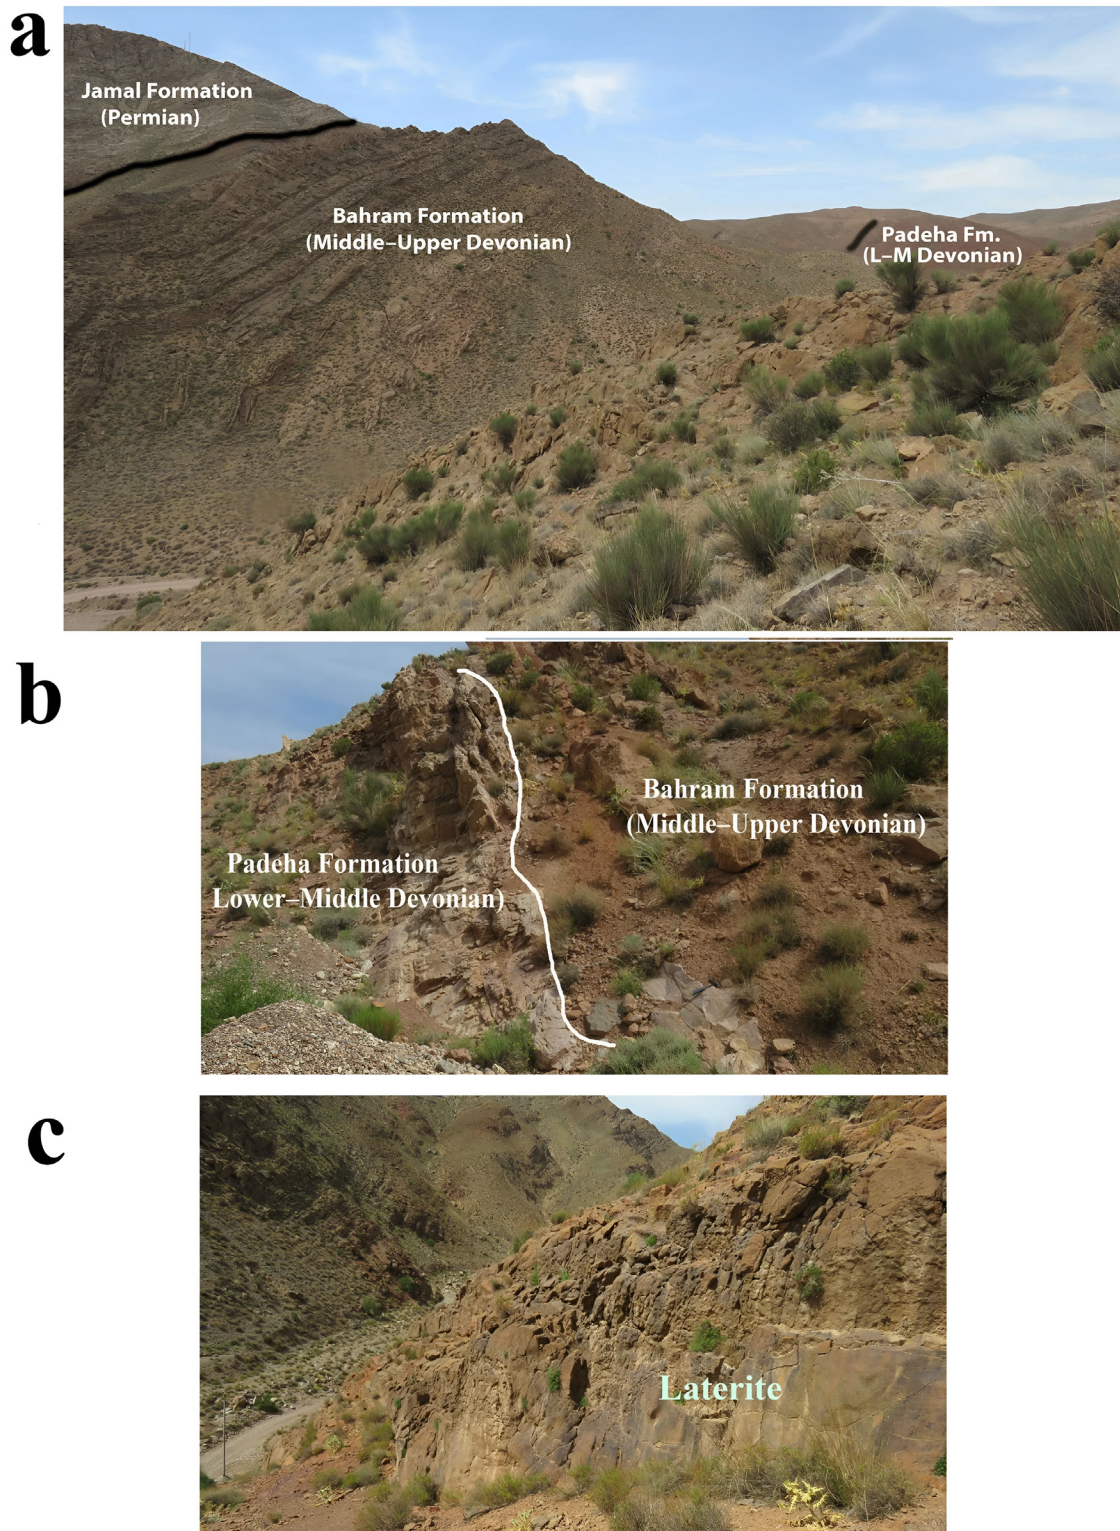 a
Jamal Formation
(Permian)
Bahram Formation
(Middle–Upper Devonian)
Padeha Fm.
(L–M Devonian)
b
Bahram Formation
(Middle–Upper Devonian)
Padeha Formation
Lower–Middle Devonian)
c
Laterite